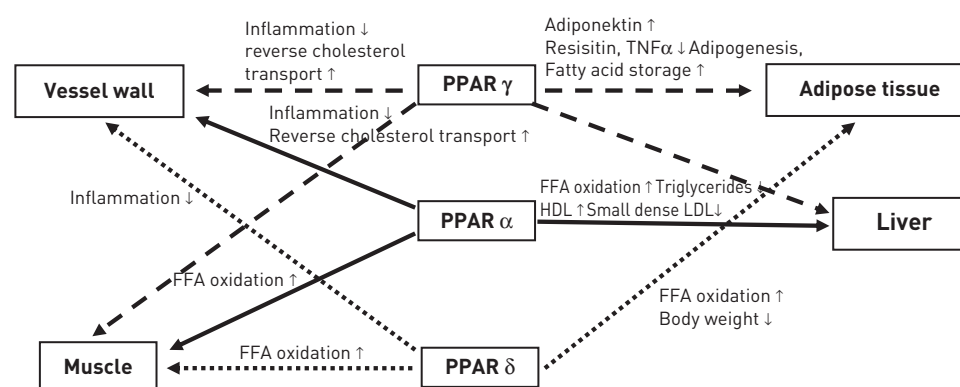 Inflammation ↓
reverse cholesterol
transport ↑
Adiponektin ↑
Resisitin, TNFα ↓ Adipogenesis,
Fatty acid storage ↑
Vessel wall
PPAR γ
Adipose tissue
Inflammation ↓
Reverse cholesterol transport ↑
Inflammation ↓
FFA oxidation ↑ Triglycerides ↓
HDL ↑ Small dense LDL ↓
PPAR α
Liver
FFA oxidation ↑
FFA oxidation ↑
Body weight ↓
FFA oxidation ↑
Muscle
PPAR δ